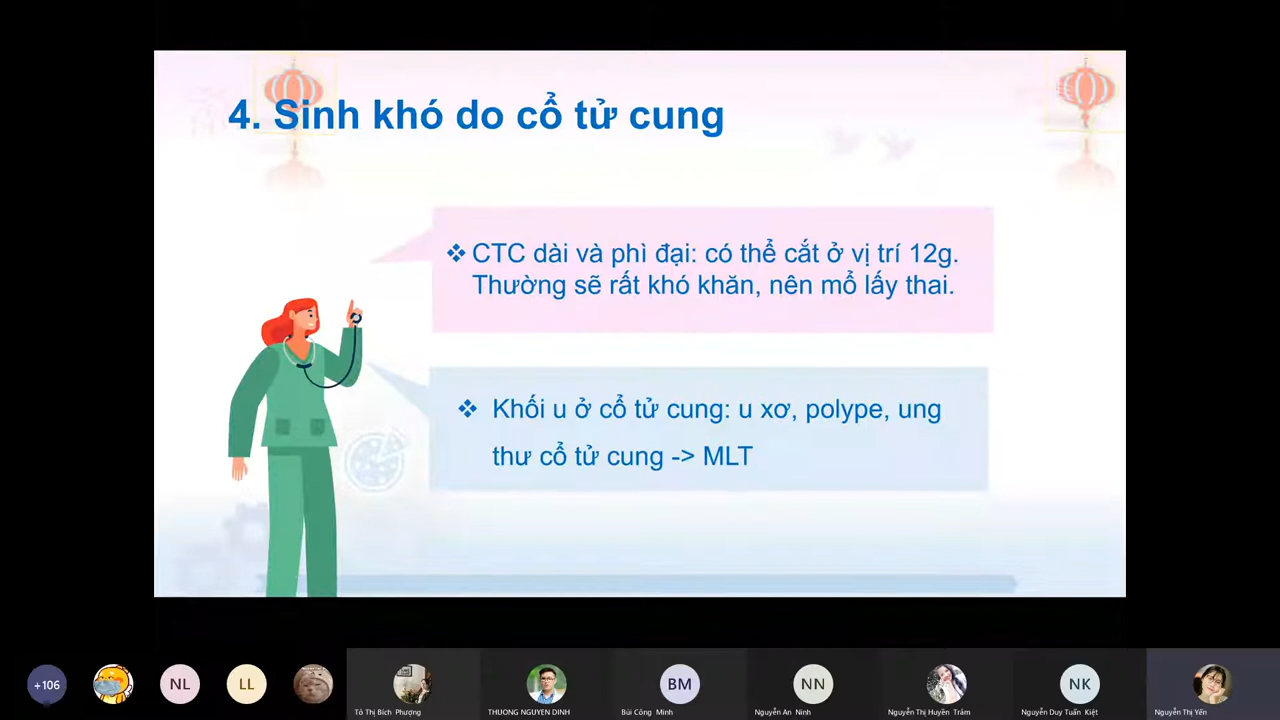 4. Sinh khó do cổ tử cung
❖ CTC dài và phì đại: có thể cắt ở vị trí 12g.
Thường sẽ rất khó khăn, nên mổ lấy thai.
❖ Khối u ở cổ tử cung: u xơ, polype, ung
thư cổ tử cung -> MLT
+106
NL
LL
BM
NN
NK
Tô Thị Bích Phượng
THUONG NGUYEN DINH
Bùi Công Minh
Nguyễn An Ninh
Nguyễn Thị Huyền Trâm
Nguyễn Duy Tuấn Kiệt
Nguyễn Thị Yến